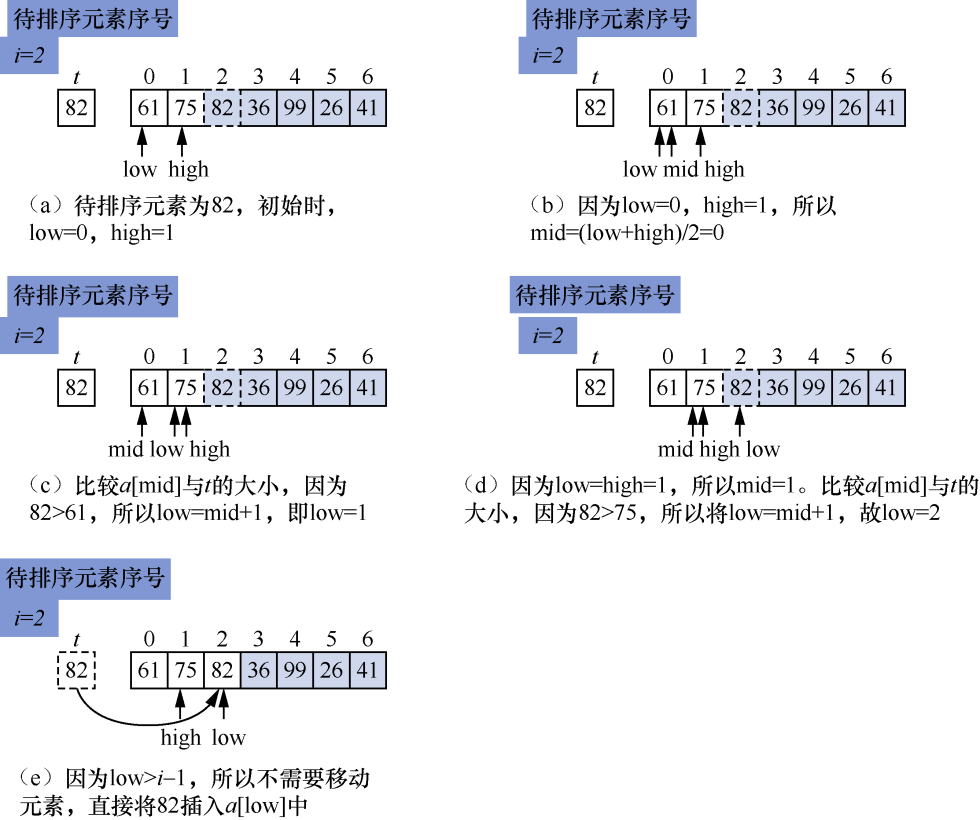 待排序元素序号
i=2
t 0 1 2 3 4 5 6
82 61 75 82 36 99 26 41
low high
（a）待排序元素为82，初始时，
low=0，high=1
待排序元素序号
i=2
t 0 1 2 3 4 5 6
82 61 75 82 36 99 26 41
low mid high
（b）因为low=0，high=1，所以
mid=(low+high)/2=0
待排序元素序号
i=2
t 0 1 2 3 4 5 6
82 61 75 82 36 99 26 41
mid low high
（c）比较a[mid]与t的大小，因为
82>61，所以low=mid+1，即low=1
待排序元素序号
i=2
t 0 1 2 3 4 5 6
82 61 75 82 36 99 26 41
mid high low
（d）因为low=high=1，所以mid=1。比较a[mid]与t的
大小，因为82>75，所以将low=mid+1，故low=2
待排序元素序号
i=2
t 0 1 2 3 4 5 6
82 61 75 82 36 99 26 41
high low
（e）因为low>i−1，所以不需要移动
元素，直接将82插入a[low]中